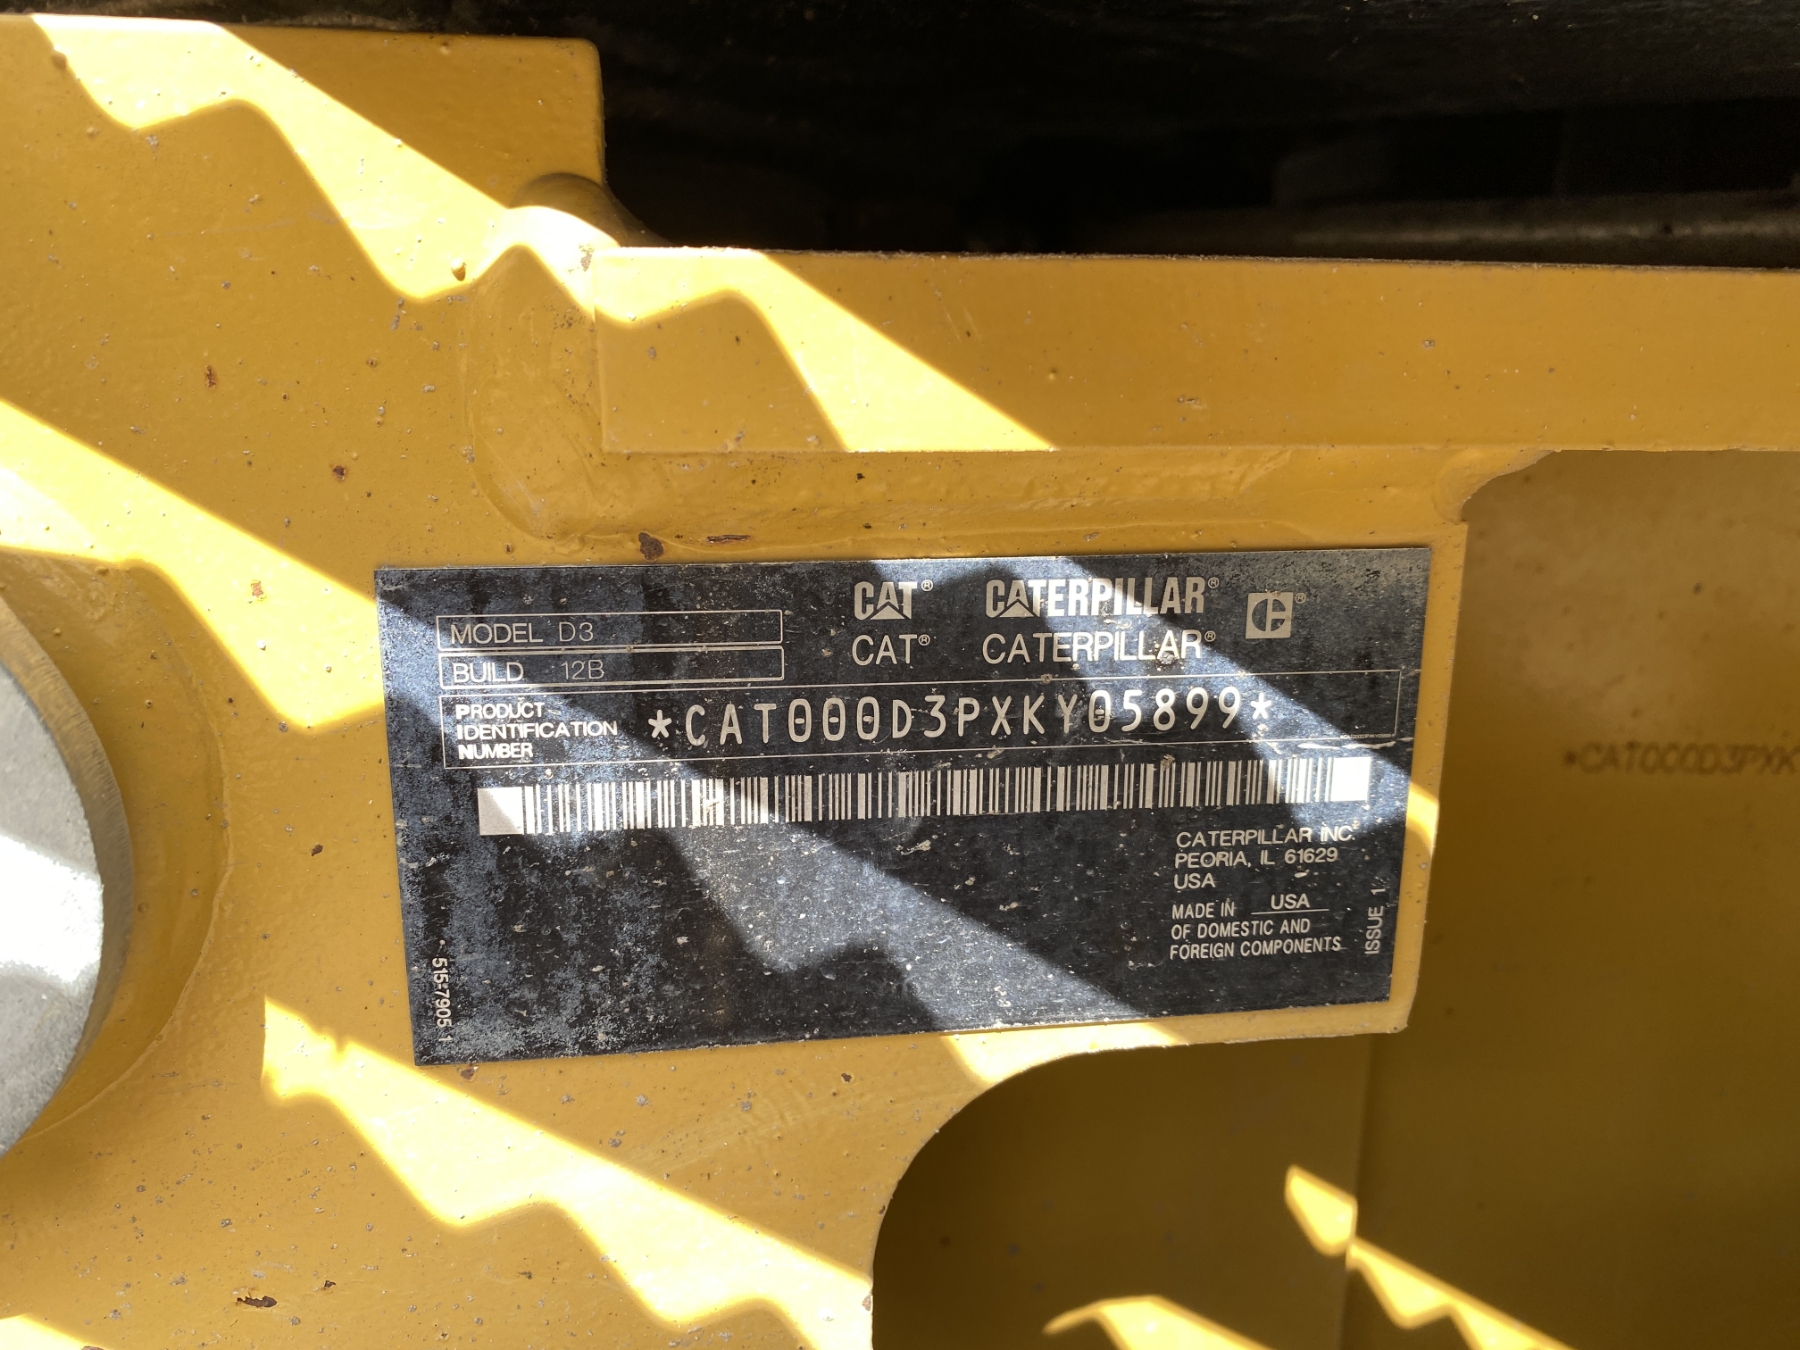 CAT® CATERPILLAR® C®
CAT® CATERPILLAR®
MODEL D3
BUILD 12B
PRODUCT
IDENTIFICATION
NUMBER
*CAT000D3PXKY05899*
CATERPILLAR INC.
PEORIA, IL 61629
USA
MADE IN USA
OF DOMESTIC AND
FOREIGN COMPONENTS
ISSUE 1
515-7905 1
*CAT000D3PXK